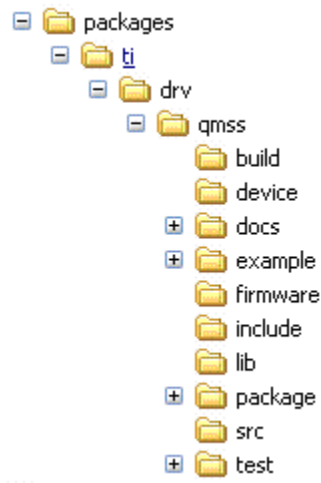 packages
ti
drv
qmss
build
device
docs
example
firmware
include
lib
package
src
test